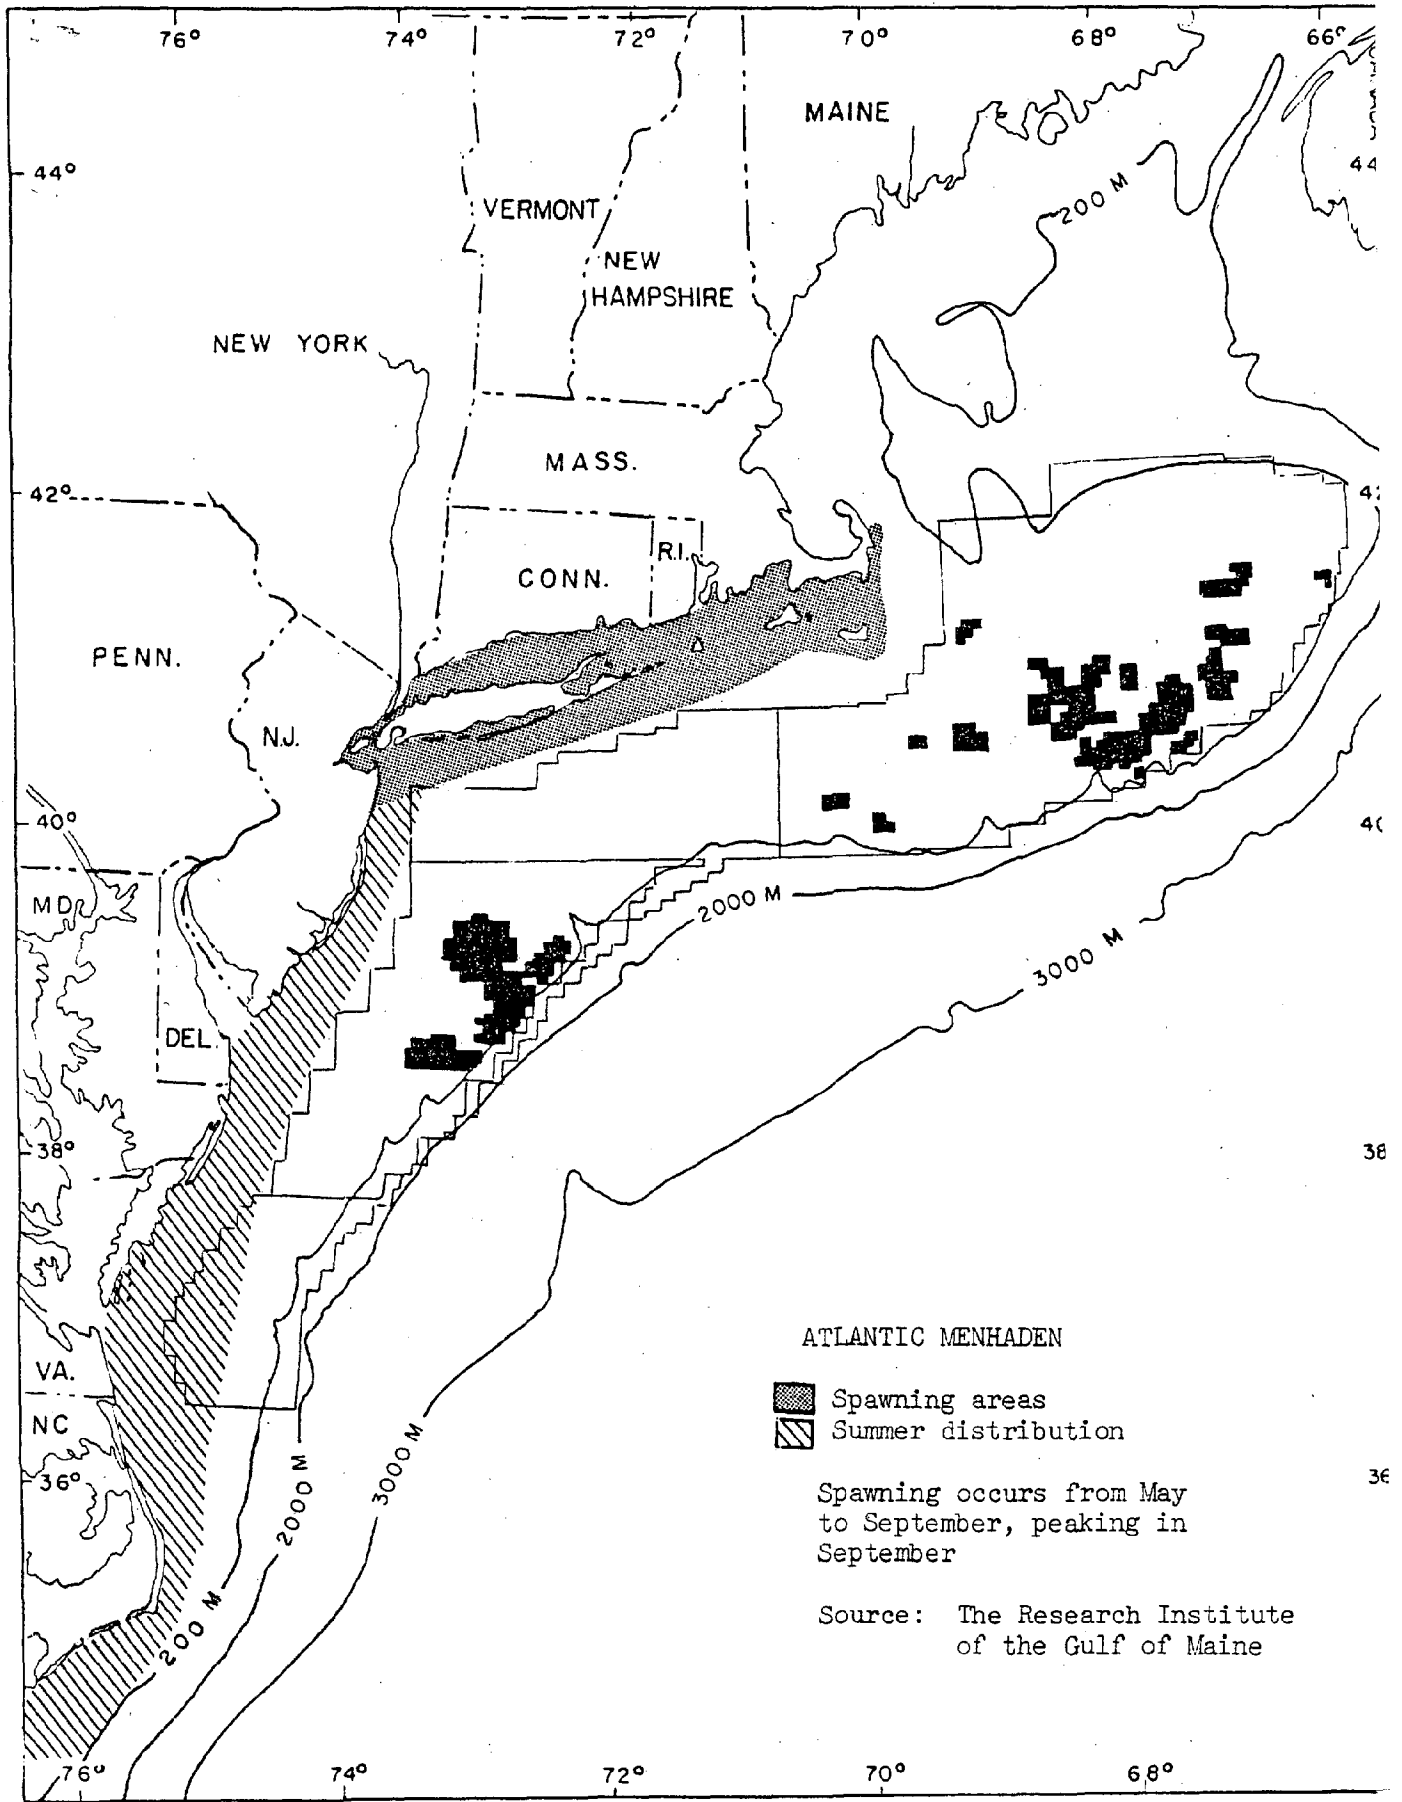 76° 74° 72° 70° 68° 66°
MAINE
44° 44
200 M
VERMONT
NEW
HAMPSHIRE
NEW YORK
MASS.
42° 42
R.I.
CONN.
PENN.
N.J.
40° 40
2000 M
MD.
3000 M
DEL.
38° 38
ATLANTIC MENHADEN
VA.
Spawning areas
NC
Summer distribution
36° 36
3000 M
2000 M
Spawning occurs from May
to September, peaking in
September
200 M
Source: The Research Institute
of the Gulf of Maine
76° 74° 72° 70° 68°